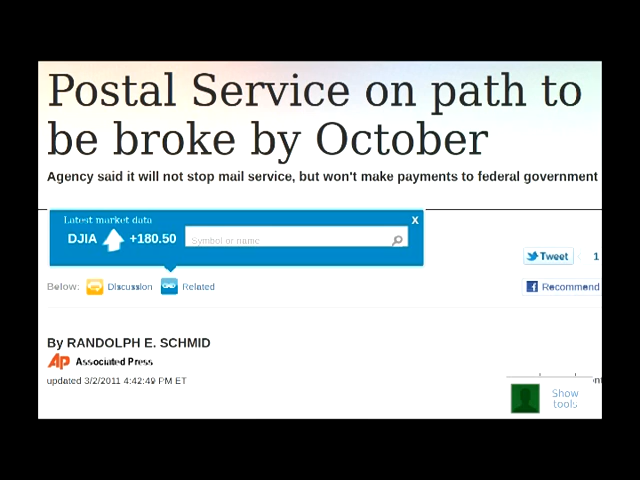 Postal Service on path to
be broke by October
Agency said it will not stop mail service, but won't make payments to federal government
Latest market data
X
DJIA +180.50 Symbol or name
Tweet 1
Below: Discussion Related
Recommend
By RANDOLPH E. SCHMID
AP Associated Press
updated 3/2/2011 4:42:49 PM ET
Show
tools